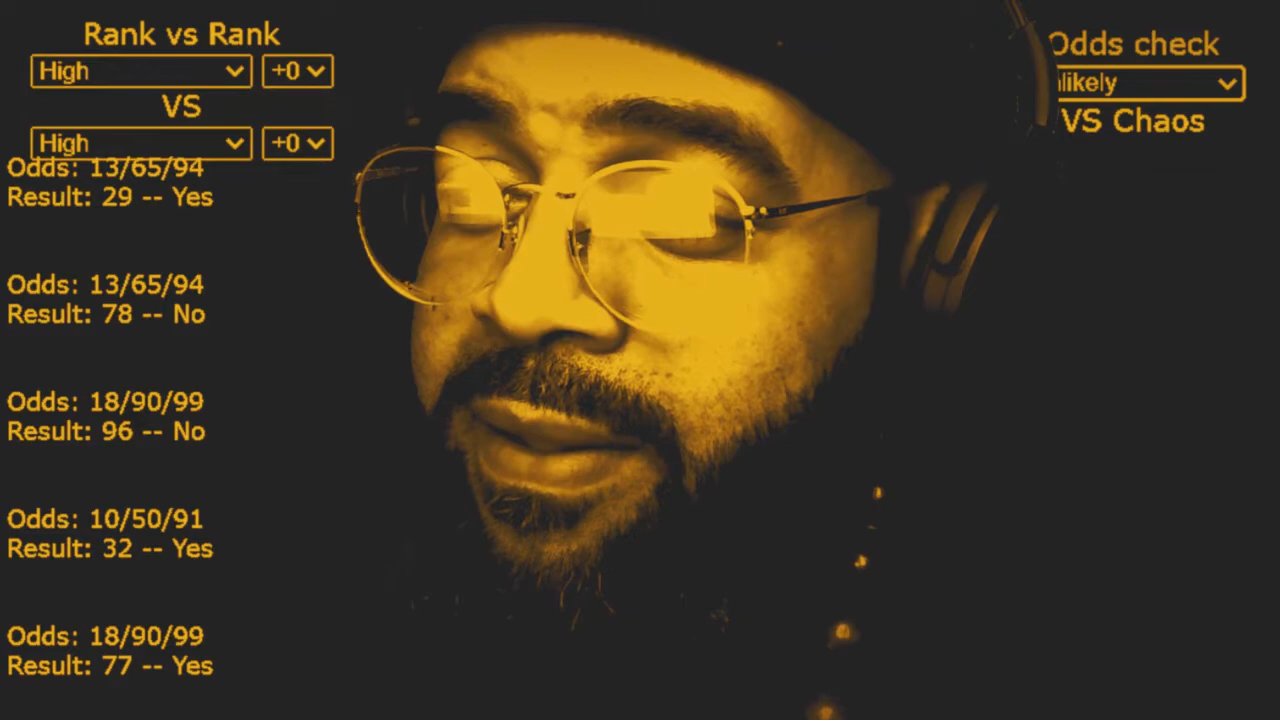 Rank vs Rank
High +0
VS
High +0
Odds: 13/65/94
Result: 29 -- Yes
Odds: 13/65/94
Result: 78 -- No
Odds: 18/90/99
Result: 96 -- No
Odds: 10/50/91
Result: 32 -- Yes
Odds: 18/90/99
Result: 77 -- Yes
Odds check
VS Chaos